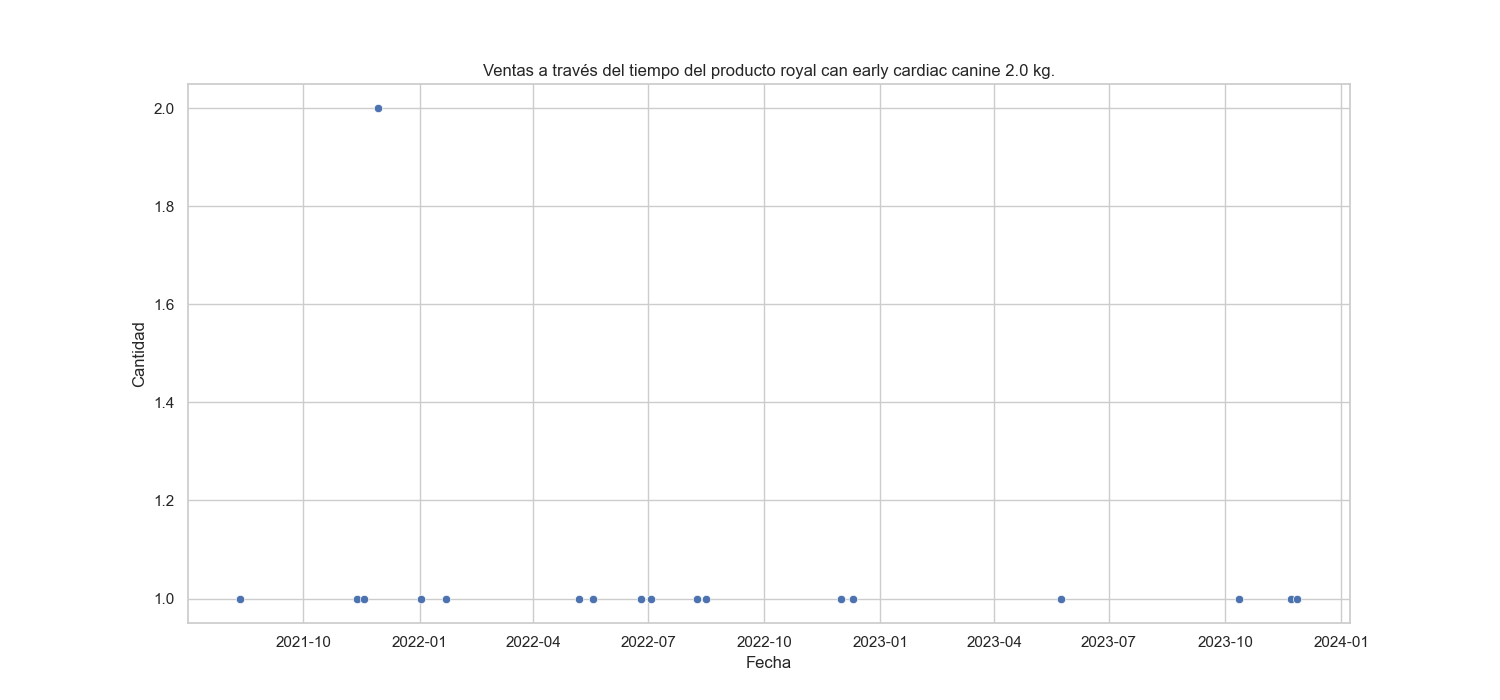 Ventas a través del tiempo del producto royal can early cardiac canine 2.0 kg.
2.0
1.8
1.6
1.4
1.2
1.0
Cantidad
2021-10 2022-01 2022-04 2022-07 2022-10 2023-01 2023-04 2023-07 2023-10 2024-01
Fecha